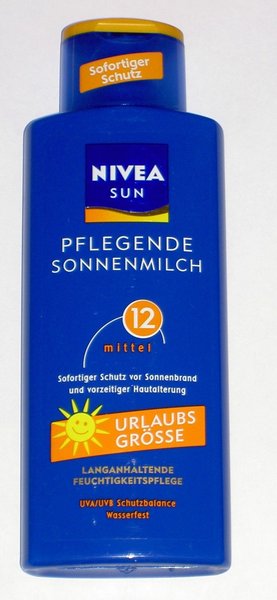 Sofortiger
Schutz
NIVEA
SUN
PFLEGENDE
SONNENMILCH
12
mittel
Sofortiger Schutz vor Sonnenbrand
und vorzeitiger Hautalterung
URLAUBS
GRÖSSE
LANGANHALTENDE
FEUCHTIGKEITSPFLEGE
UVA/UVB Schutzbalance
Wasserfest